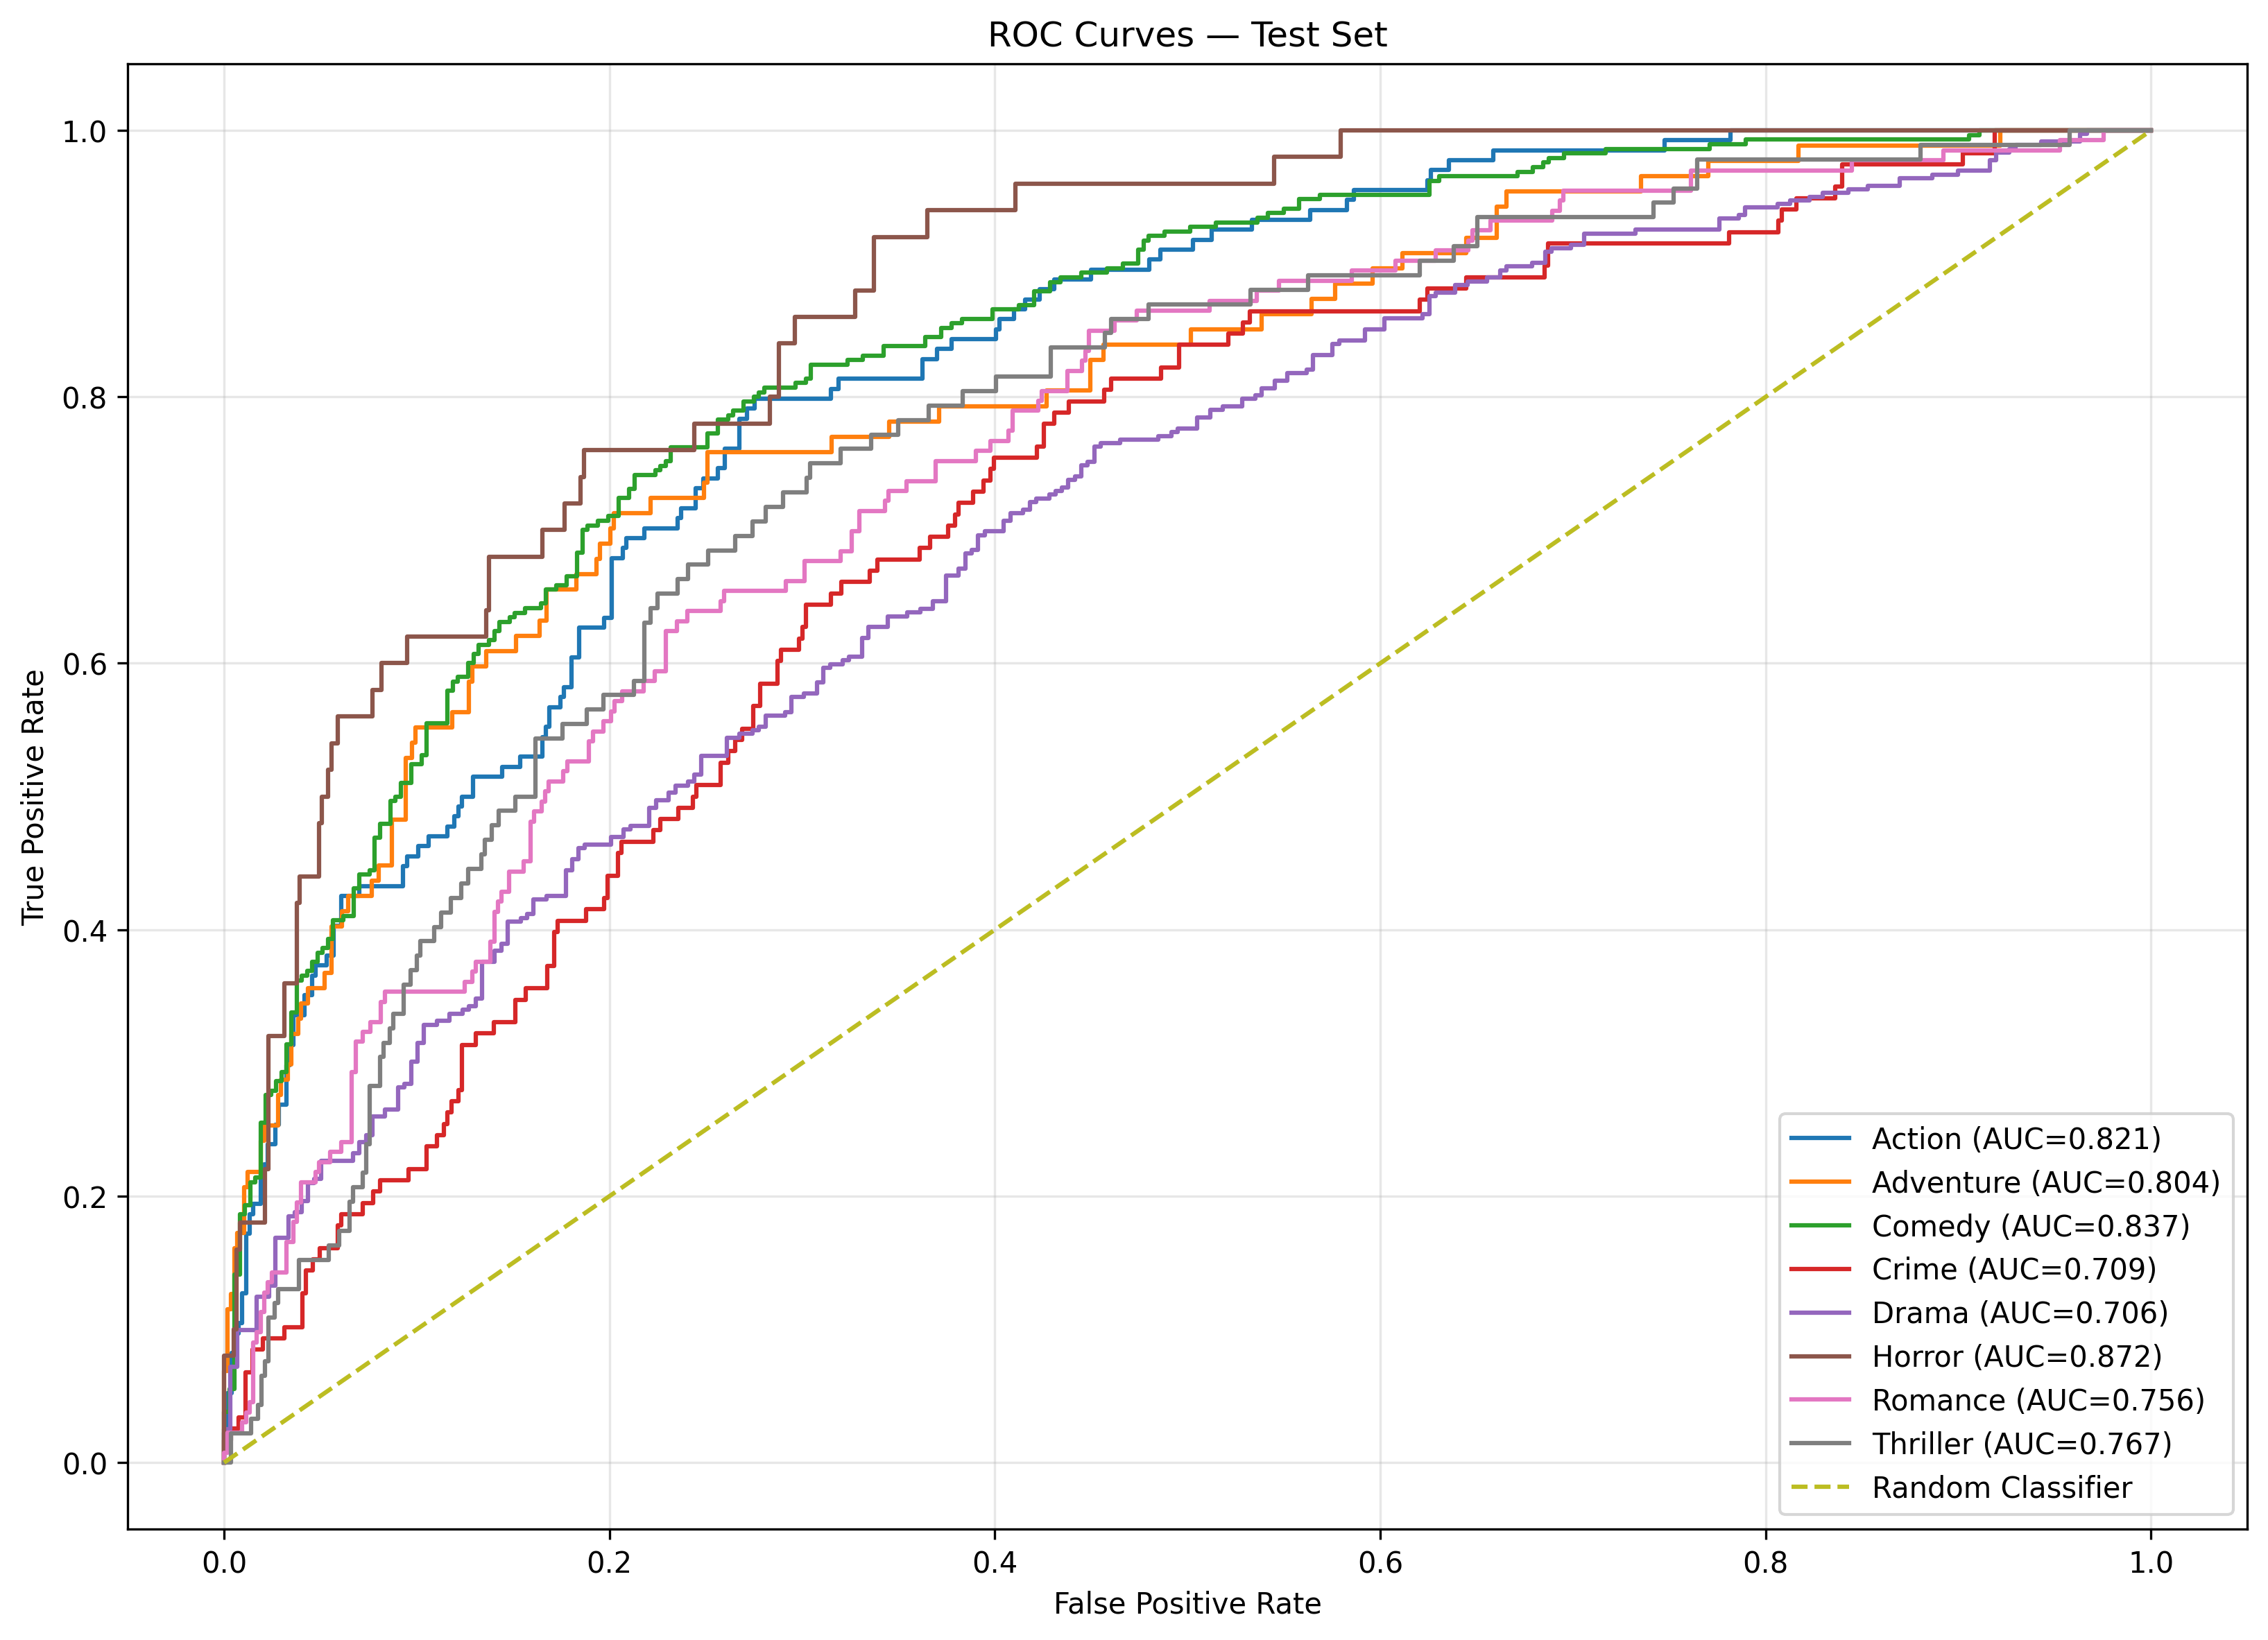 ROC Curves — Test Set
True Positive Rate
1.0
0.8
0.6
0.4
0.2
0.0
0.0 0.2 0.4 0.6 0.8 1.0
False Positive Rate
Action (AUC=0.821)
Adventure (AUC=0.804)
Comedy (AUC=0.837)
Crime (AUC=0.709)
Drama (AUC=0.706)
Horror (AUC=0.872)
Romance (AUC=0.756)
Thriller (AUC=0.767)
Random Classifier